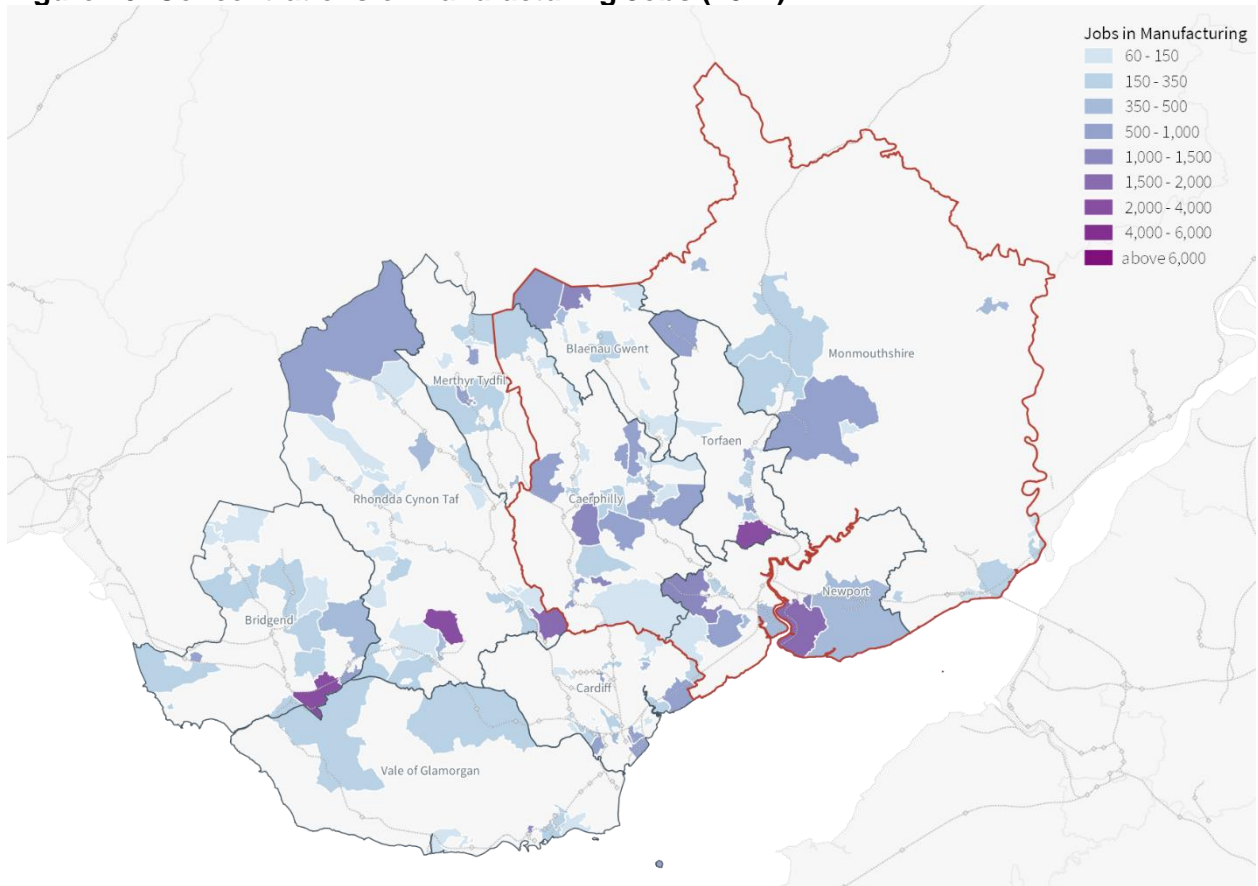 Jobs in Manufacturing
60 - 150
150 - 350
350 - 500
500 - 1,000
1,000 - 1,500
1,500 - 2,000
2,000 - 4,000
4,000 - 6,000
above 6,000
Blaenau Gwent
Monmouthshire
Merthyr Tydfil
Torfaen
Rhondda Cynon Taf
Caerphilly
Newport
Bridgend
Cardiff
Vale of Glamorgan